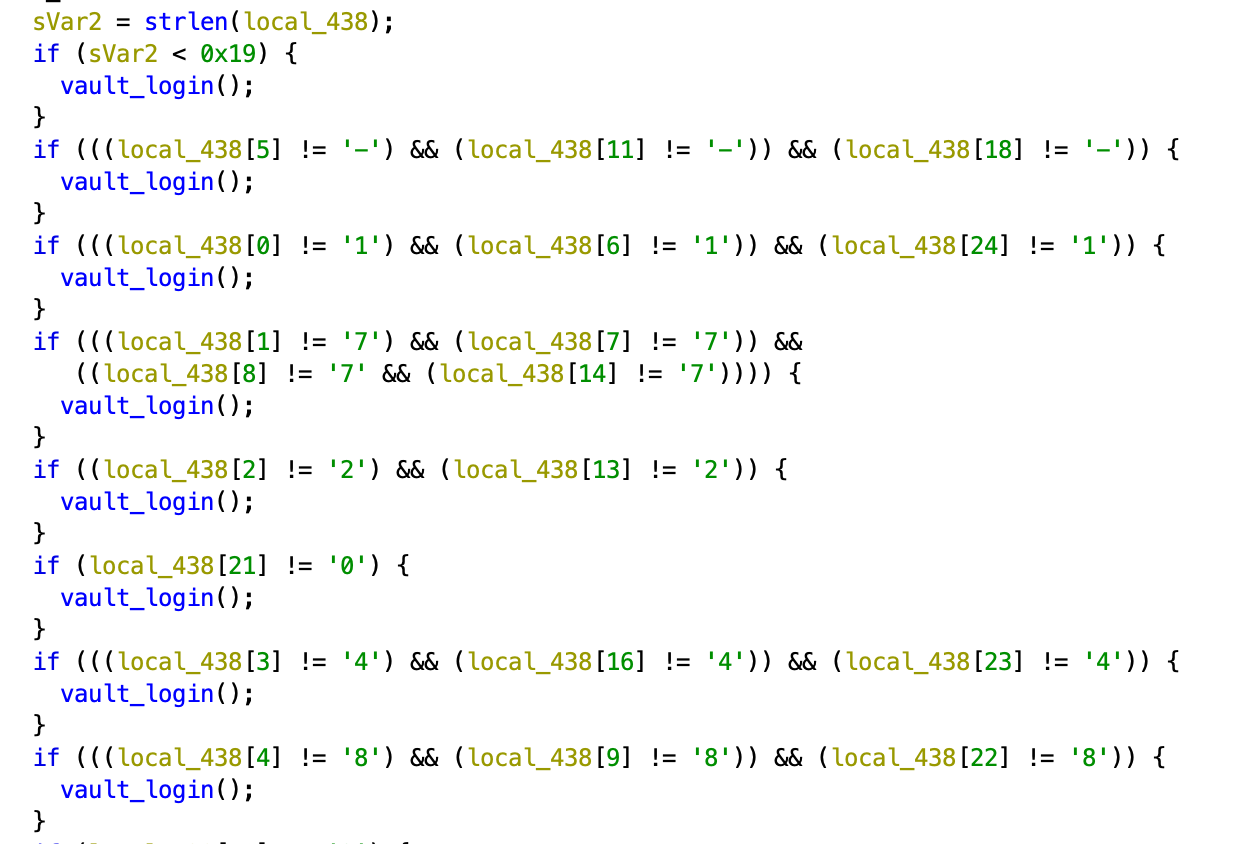 sVar2 = strlen(local_438);
if (sVar2 < 0x19) {
vault_login();
}
if (((local_438[5] != '-') && (local_438[11] != '-')) && (local_438[18] != '-')) {
vault_login();
}
if (((local_438[0] != '1') && (local_438[6] != '1')) && (local_438[24] != '1')) {
vault_login();
}
if (((local_438[1] != '7') && (local_438[7] != '7')) &&
((local_438[8] != '7' && (local_438[14] != '7')))) {
vault_login();
}
if ((local_438[2] != '2') && (local_438[13] != '2')) {
vault_login();
}
if (local_438[21] != '0') {
vault_login();
}
if (((local_438[3] != '4') && (local_438[16] != '4')) && (local_438[23] != '4')) {
vault_login();
}
if (((local_438[4] != '8') && (local_438[9] != '8')) && (local_438[22] != '8')) {
vault_login();
}